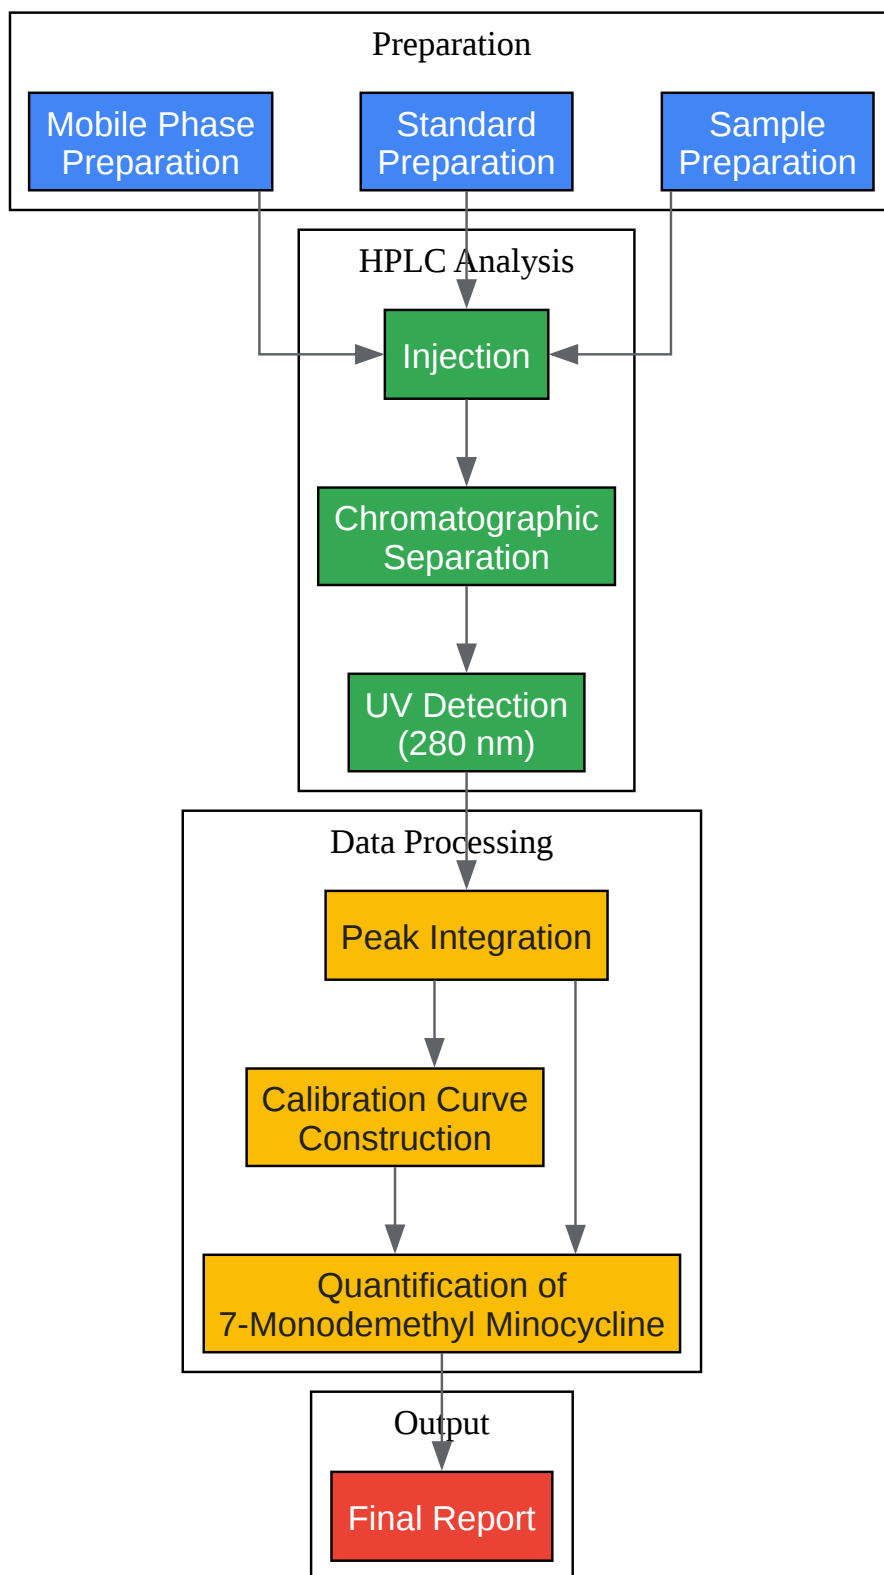 Preparation
Mobile Phase
Preparation
Standard
Preparation
Sample
Preparation
HPLC Analysis
Injection
Chromatographic
Separation
UV Detection
(280 nm)
Data Processing
Peak Integration
Calibration Curve
Construction
Quantification of
7-Monodemethyl Minocycline
Output
Final Report